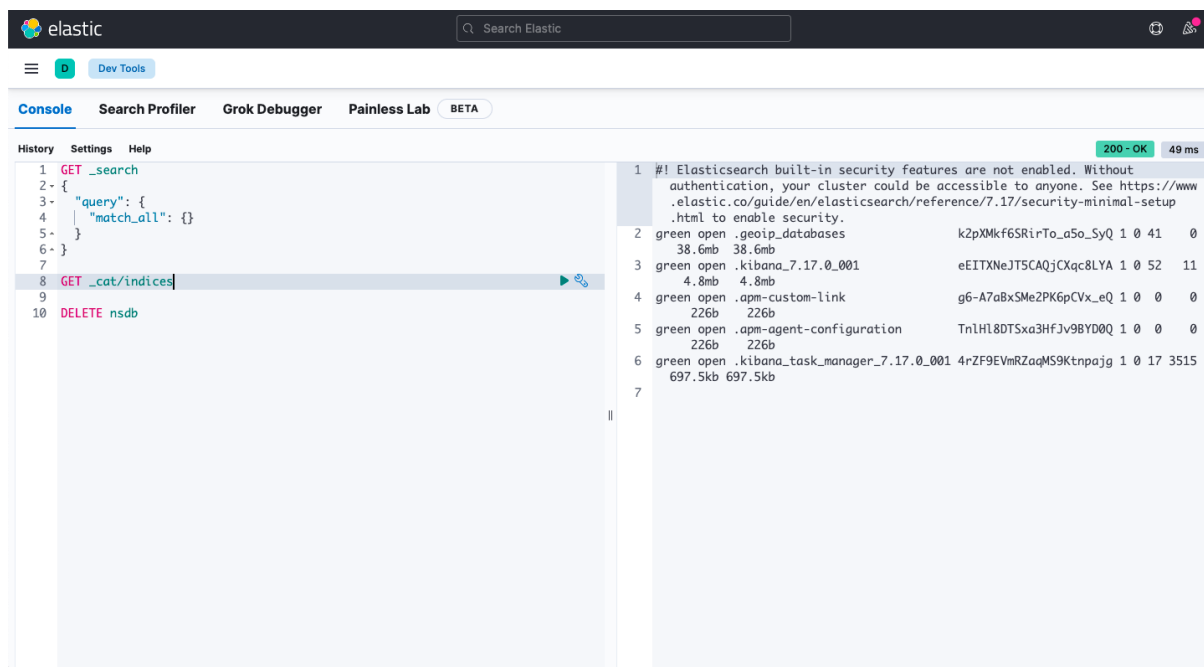 elastic
Search Elastic
D
Dev Tools
Console Search Profiler Grok Debugger Painless Lab BETA
History Settings Help
200 - OK 49 ms
1 GET _search
2 {
3 "query": {
4 "match_all": {}
5 }
6 }
7
8 GET _cat/indices
9
10 DELETE nsdb
1 #! Elasticsearch built-in security features are not enabled. Without
authentication, your cluster could be accessible to anyone. See https://www
.elastic.co/guide/en/elasticsearch/reference/7.17/security-minimal-setup
.html to enable security.
2 green open .geoip_databases k2pXMkf6SRirTo_a5o_SyQ 1 0 41 0
38.6mb 38.6mb
3 green open .kibana_7.17.0_001 eEITXNeJT5CAQjCXqc8LYA 1 0 52 11
4.8mb 4.8mb
4 green open .apm-custom-link g6-A7aBxSMe2PK6pCVx_eQ 1 0 0 0
226b 226b
5 green open .apm-agent-configuration TnlHl8DTSxa3HfJv9BYD0Q 1 0 0 0
226b 226b
6 green open .kibana_task_manager_7.17.0_001 4rZF9EVmRZaqMS9Ktnpajg 1 0 17 3515
697.5kb 697.5kb
7